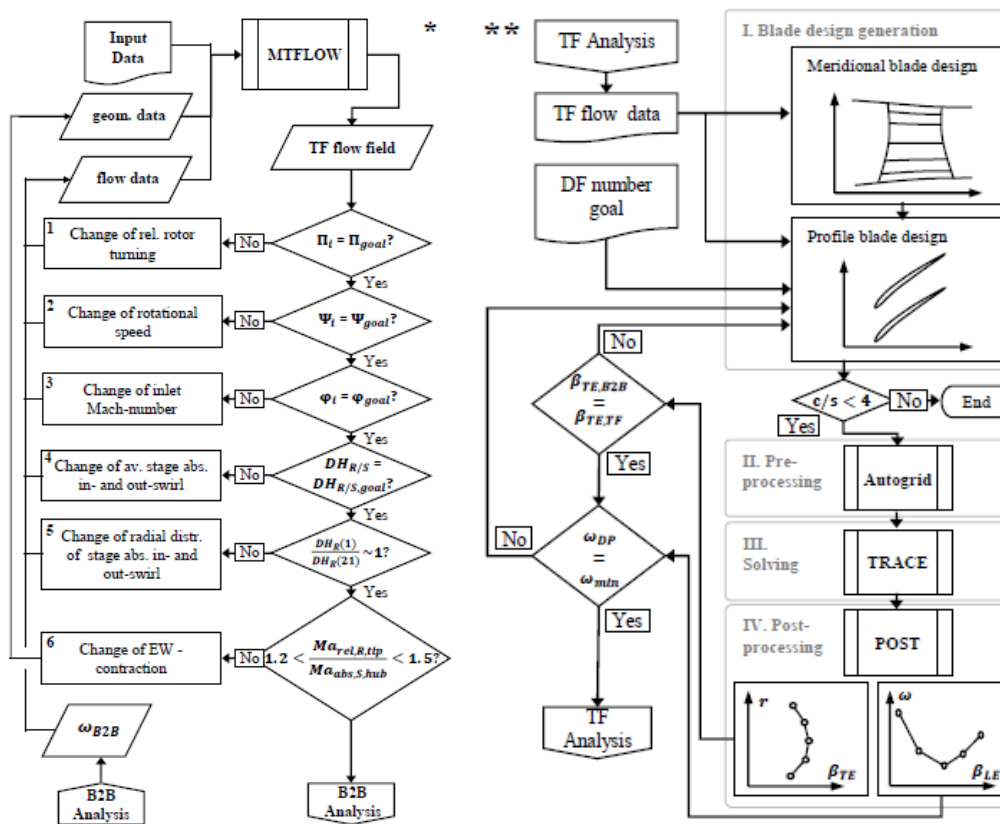 Input
Data
MTFLOW
*
geom. data
TF flow field
flow data
1
Change of rel. rotor
turning
No
Π_i = Π_goal?
Yes
2
Change of rotational
speed
No
Ψ_i = Ψ_goal?
Yes
3
Change of inlet
Mach-number
No
φ_i = φ_goal?
Yes
4
Change of av. stage abs.
in- and out-swirl
No
DH_R/S =
DH_R/S,goal?
Yes
5
Change of radial distr.
of stage abs. in- and
out-swirl
No
DH_R(1)
DH_R(21)
~1?
Yes
6
Change of EW -
contraction
No
1.2 < Ma_rel,R,tip / Ma_abs,S,hub < 1.5?
ω_B2B
B2B
Analysis
B2B
Analysis
**
TF Analysis
TF flow data
DF number
goal
I. Blade design generation
Meridional blade design
Profile blade design
No
β_TE,B2B
=
β_TE,TF
Yes
No
ω_DP
=
ω_min
Yes
TF
Analysis
c/s < 4
No
End
Yes
II. Pre-
processing
Autogrid
III.
Solving
TRACE
IV. Post-
processing
POST
r
β_TE
ω
β_LE